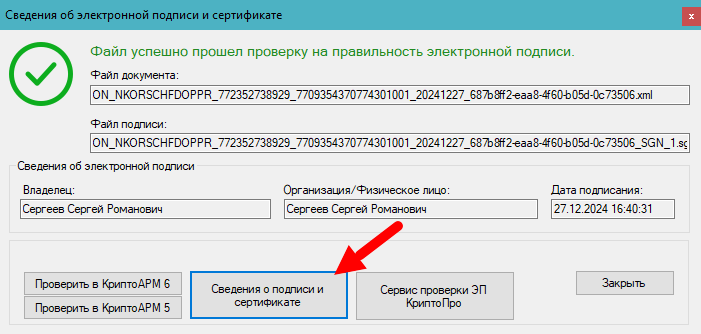 Сведения об электронной подписи и сертификате
x
Файл успешно прошел проверку на правильность электронной подписи.
Файл документа:
ON_NKORSCHFDOPPR_772352738929_7709354370774301001_20241227_687b8ff2-eaa8-4f60-b05d-0c73506.xml
Файл подписи:
ON_NKORSCHFDOPPR_772352738929_7709354370774301001_20241227_687b8ff2-eaa8-4f60-b05d-0c73506_SGN_1.sg
Сведения об электронной подписи
Владелец: Организация/Физическое лицо: Дата подписания:
Сергеев Сергей Романович Сергеев Сергей Романович 27.12.2024 16:40:31
Проверить в КриптоАРМ 6
Проверить в КриптоАРМ 5
Сведения о подписи и
сертификате
Сервис проверки ЭП
КриптоПро
Закрыть